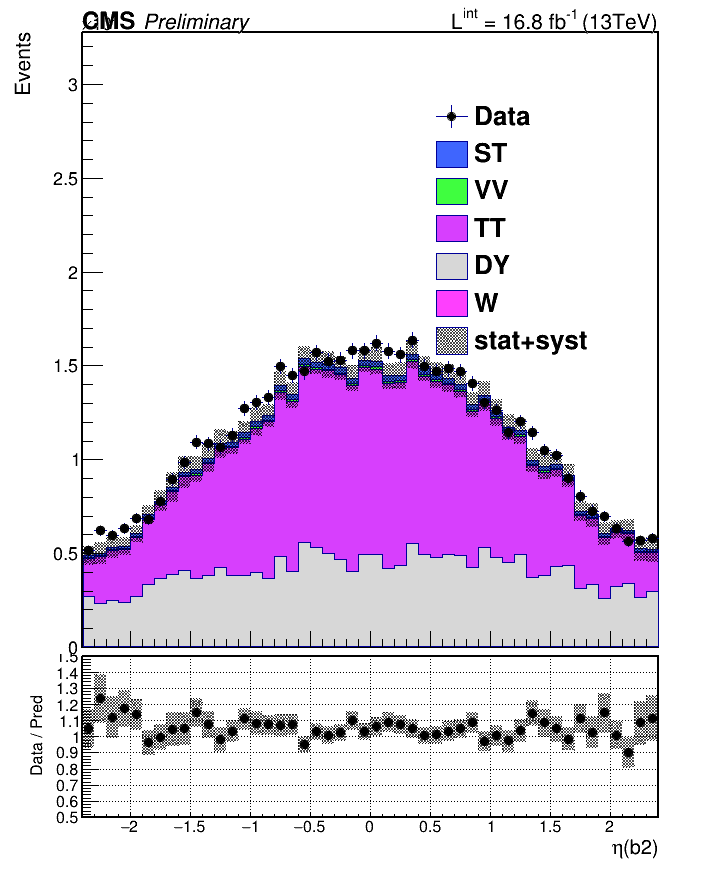 CMS Preliminary L^int = 16.8 fb^-1 (13TeV)
Events
3
2.5
2
1.5
1
0.5
0
Data
ST
VV
TT
DY
W
stat+syst
Data / Pred
1.5
1.4
1.3
1.2
1.1
1
0.9
0.8
0.7
0.6
0.5
−2 −1.5 −1 −0.5 0 0.5 1 1.5 2
η(b2)